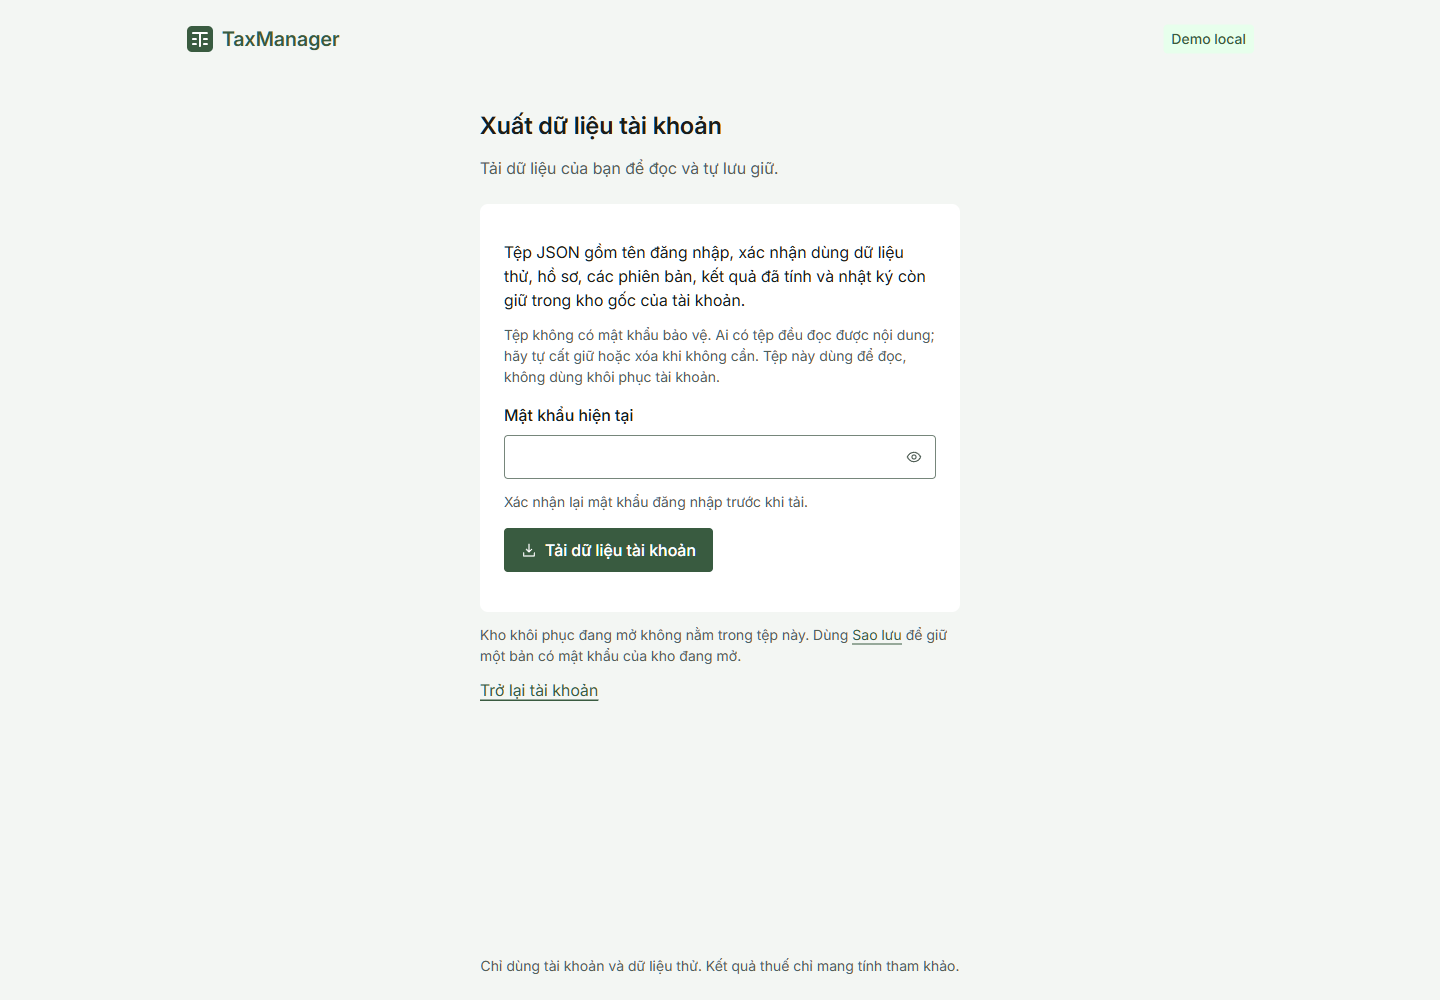 TaxManager
Demo local
Xuất dữ liệu tài khoản
Tải dữ liệu của bạn để đọc và tự lưu giữ.
Tệp JSON gồm tên đăng nhập, xác nhận dùng dữ liệu
thử, hồ sơ, các phiên bản, kết quả đã tính và nhật ký còn
giữ trong kho gốc của tài khoản.
Tệp không có mật khẩu bảo vệ. Ai có tệp đều đọc được nội dung;
hãy tự cất giữ hoặc xóa khi không cần. Tệp này dùng để đọc,
không dùng khôi phục tài khoản.
Mật khẩu hiện tại
Xác nhận lại mật khẩu đăng nhập trước khi tải.
Tải dữ liệu tài khoản
Kho khôi phục đang mở không nằm trong tệp này. Dùng Sao lưu để giữ
một bản có mật khẩu của kho đang mở.
Trở lại tài khoản
Chỉ dùng tài khoản và dữ liệu thử. Kết quả thuế chỉ mang tính tham khảo.